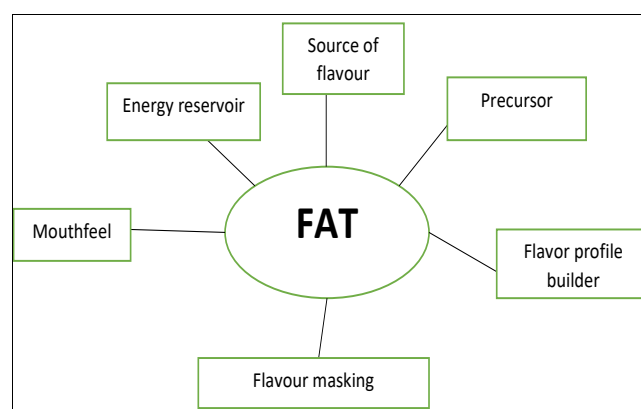 Source of
flavour
Energy reservoir
Precursor
FAT
Mouthfeel
Flavor profile
builder
Flavour masking